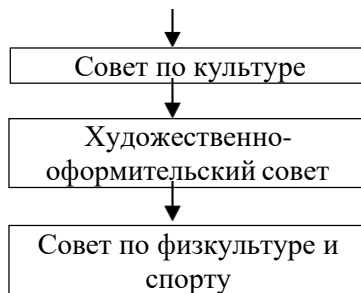 Совет по культуре
Художественно-
оформительский совет
Совет по физкультуре и
спорту